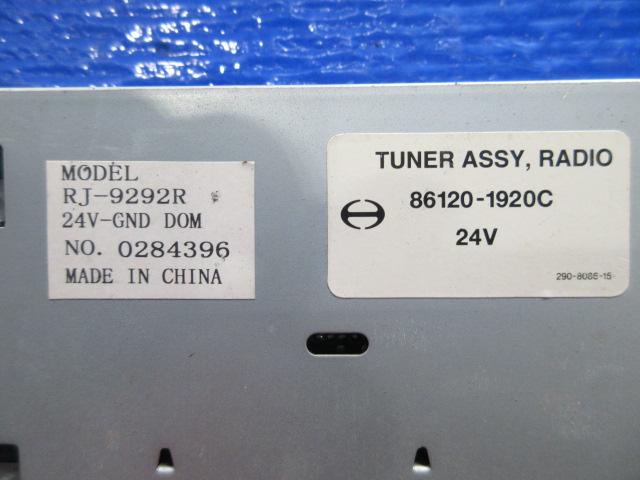 MODEL
RJ-9292R
24V-GND DOM
NO. 0284396
MADE IN CHINA
TUNER ASSY, RADIO
86120-1920C
24V
290-8086-15